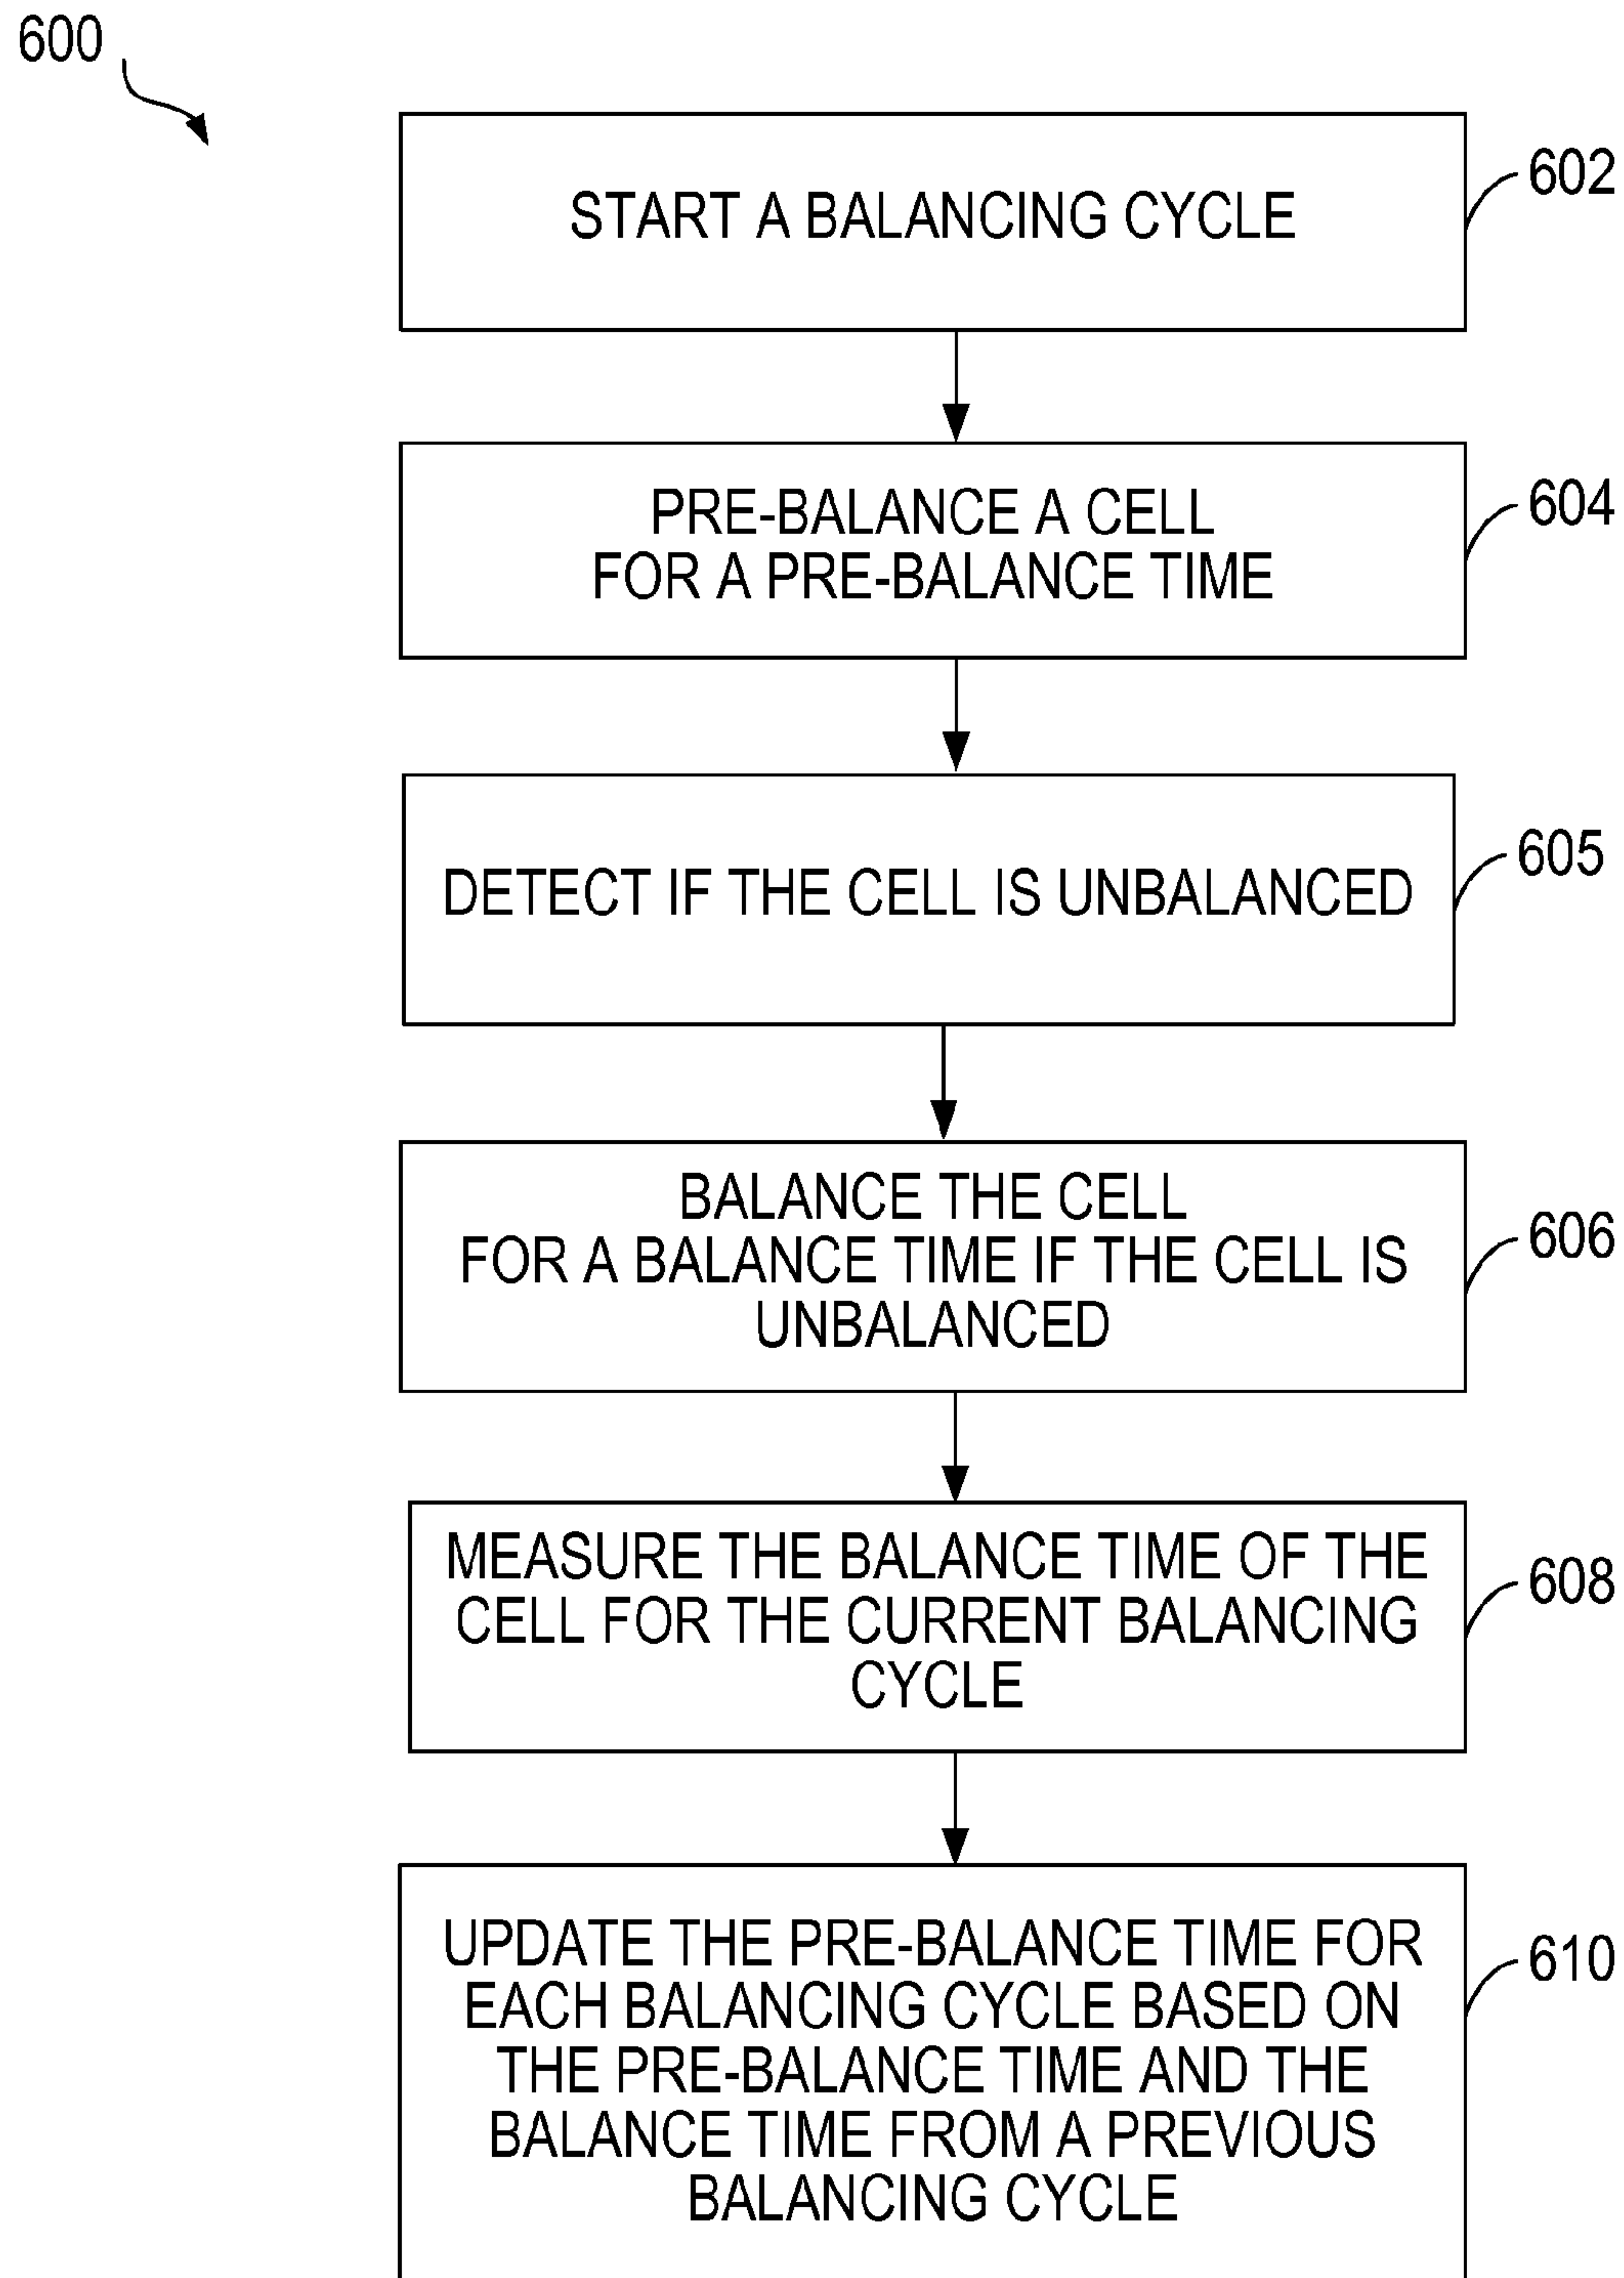 600
START A BALANCING CYCLE
602
PRE-BALANCE A CELL
FOR A PRE-BALANCE TIME
604
DETECT IF THE CELL IS UNBALANCED
605
BALANCE THE CELL
FOR A BALANCE TIME IF THE CELL IS
UNBALANCED
606
MEASURE THE BALANCE TIME OF THE
CELL FOR THE CURRENT BALANCING
CYCLE
608
UPDATE THE PRE-BALANCE TIME FOR
EACH BALANCING CYCLE BASED ON
THE PRE-BALANCE TIME AND THE
BALANCE TIME FROM A PREVIOUS
BALANCING CYCLE
610